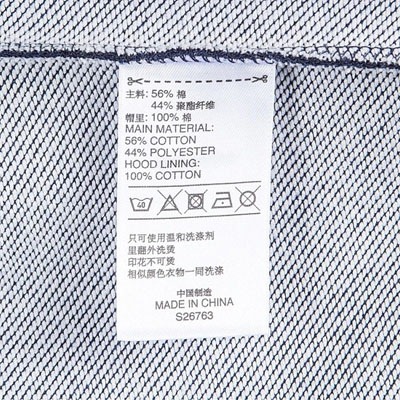 主料: 56% 棉
44% 聚酯纤维
帽里: 100% 棉
MAIN MATERIAL:
56% COTTON
44% POLYESTER
HOOD LINING:
100% COTTON
40
只可使用温和洗涤剂
里翻外洗烫
印花不可烫
相似颜色衣物一同洗涤
中国制造
MADE IN CHINA
S26763